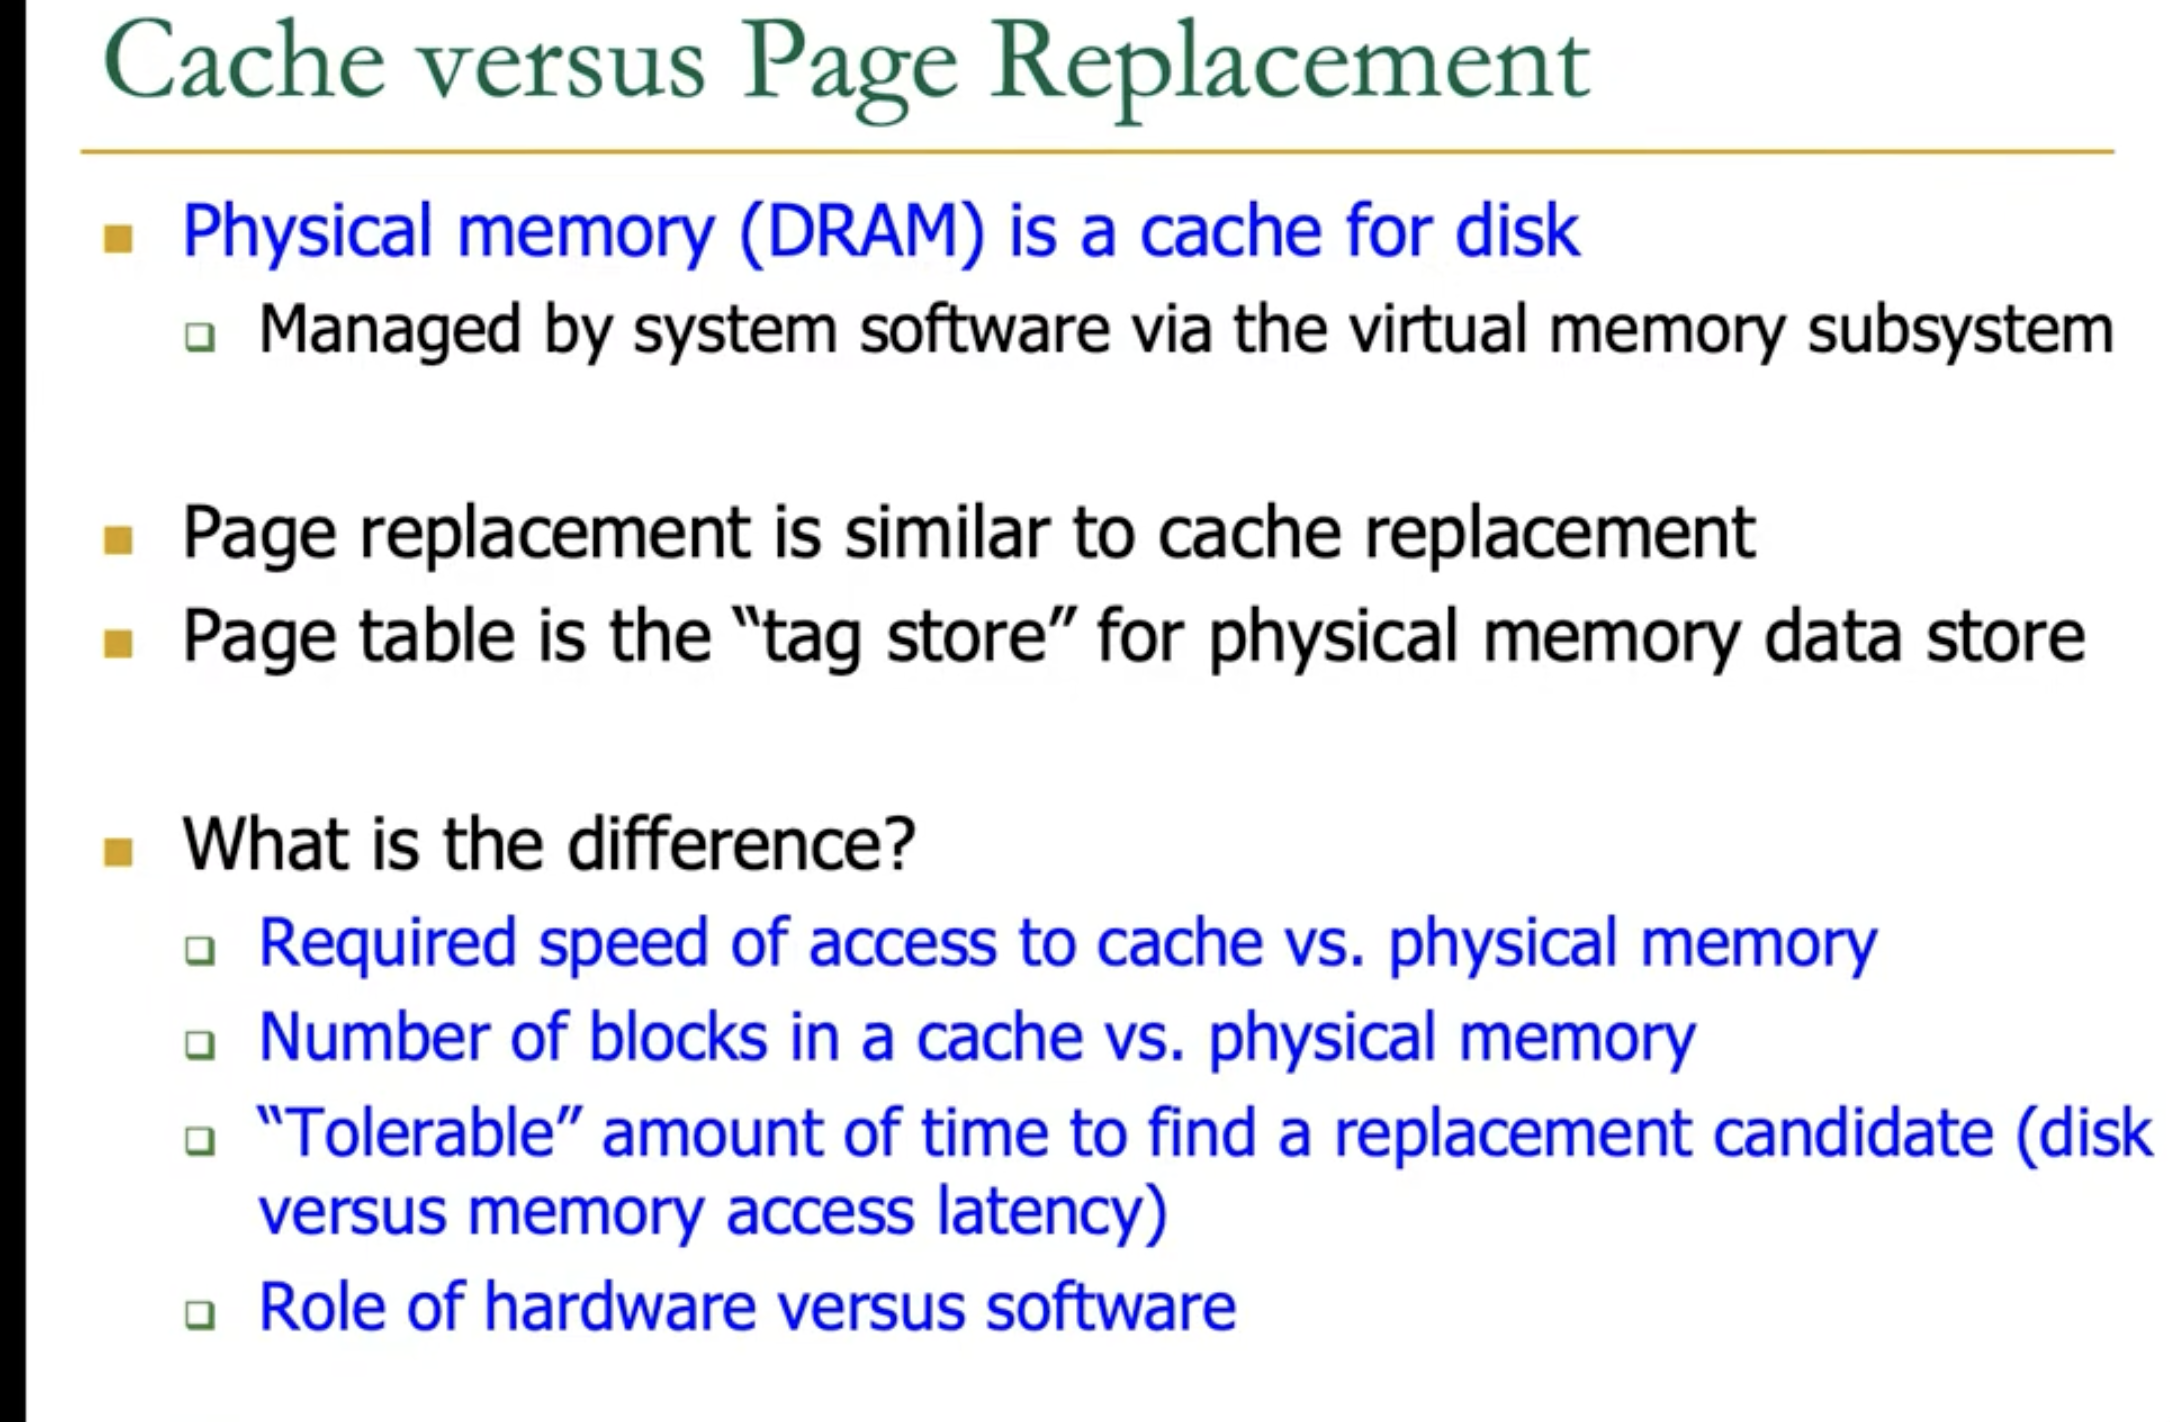 Cache versus Page Replacement
Physical memory (DRAM) is a cache for disk
Managed by system software via the virtual memory subsystem
Page replacement is similar to cache replacement
Page table is the “tag store” for physical memory data store
What is the difference?
Required speed of access to cache vs. physical memory
Number of blocks in a cache vs. physical memory
“Tolerable” amount of time to find a replacement candidate (disk
versus memory access latency)
Role of hardware versus software